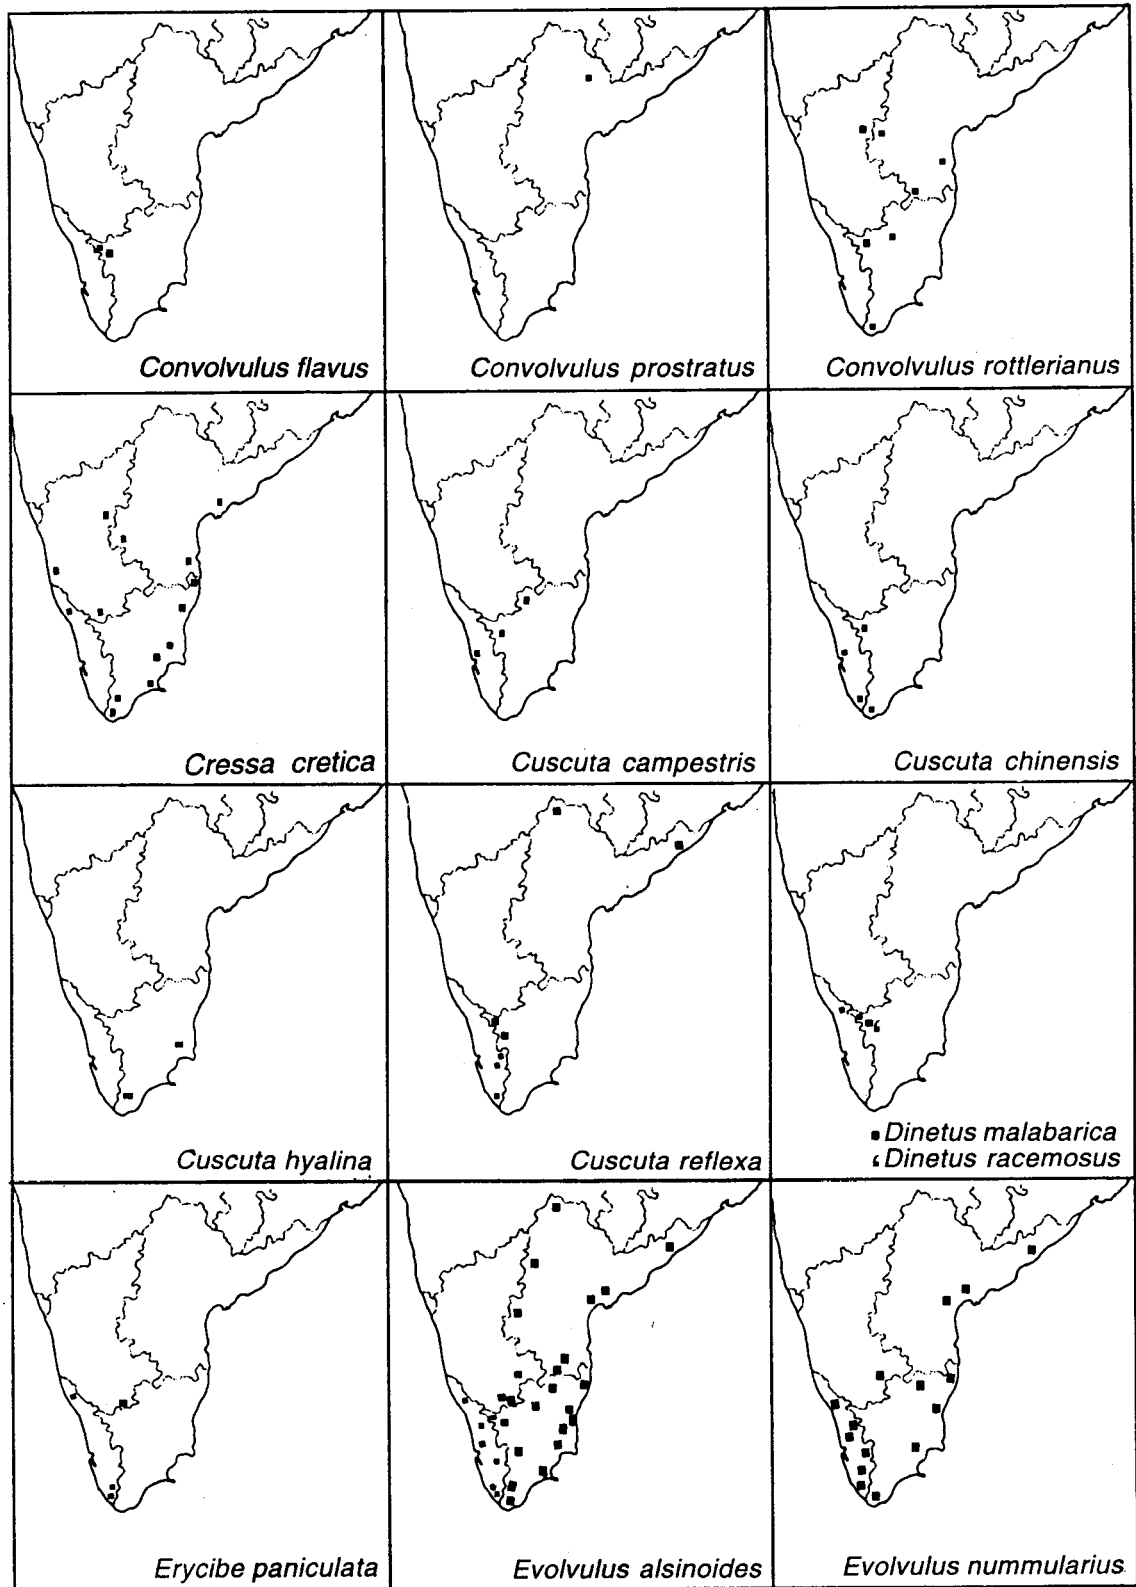 Convolvulus flavus
Convolvulus prostratus
Convolvulus rottlerianus
Cressa cretica
Cuscuta campestris
Cuscuta chinensis
Cuscuta hyalina
Cuscuta reflexa
Dinetus malabarica
Dinetus racemosus
Erycibe paniculata
Evolvulus alsinoides
Evolvulus nummularius